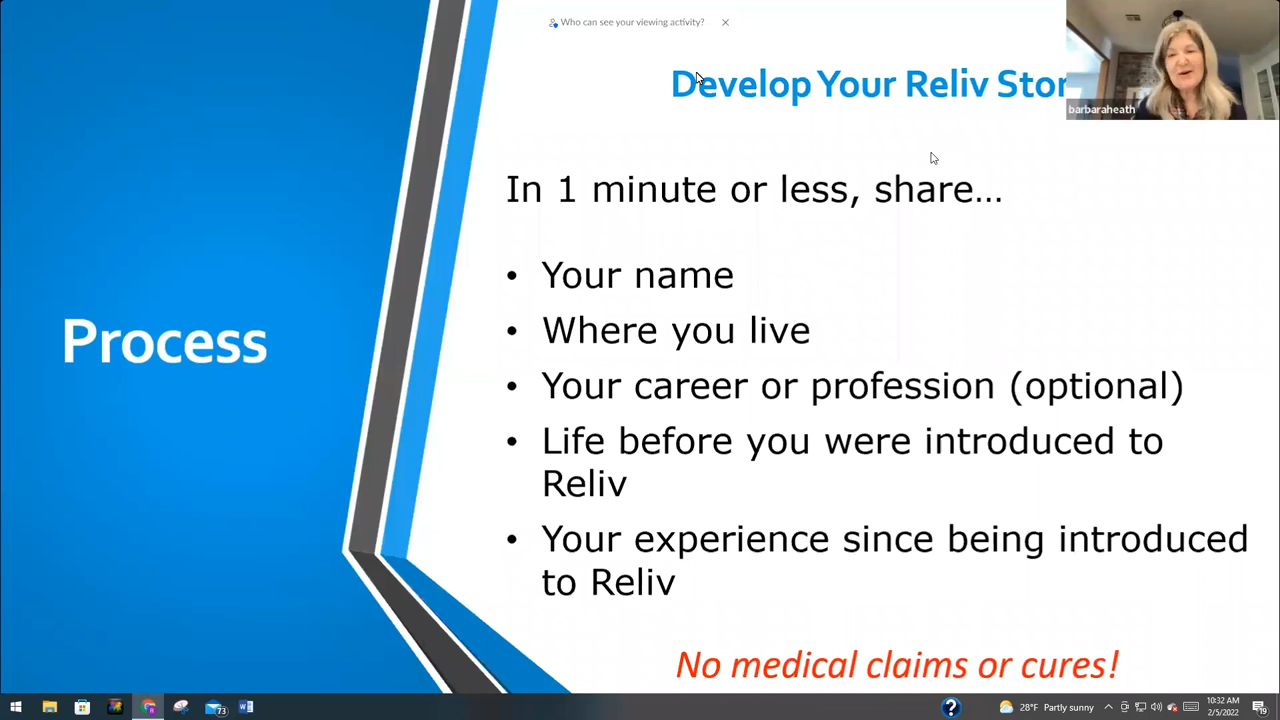 Who can see your viewing activity?
Develop Your Reliv Stor
barbaraheath
In 1 minute or less, share...
• Your name
• Where you live
• Your career or profession (optional)
• Life before you were introduced to
Reliv
• Your experience since being introduced
to Reliv
Process
No medical claims or cures!
73
28°F Partly sunny
10:32 AM
2/5/2022
19